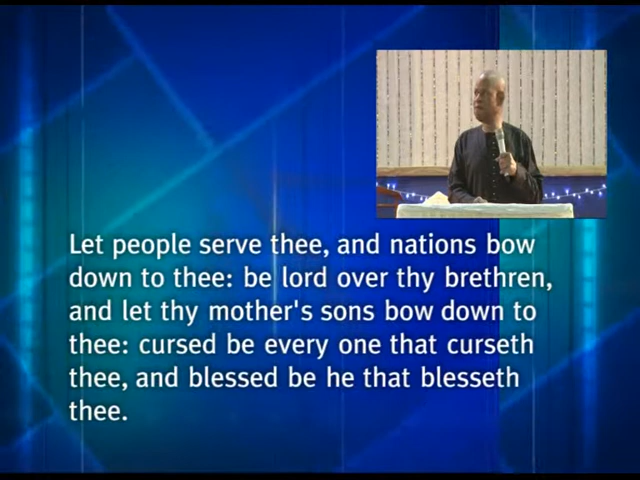 Let people serve thee, and nations bow
down to thee: be lord over thy brethren,
and let thy mother's sons bow down to
thee: cursed be every one that curseth
thee, and blessed be he that blesseth
thee.